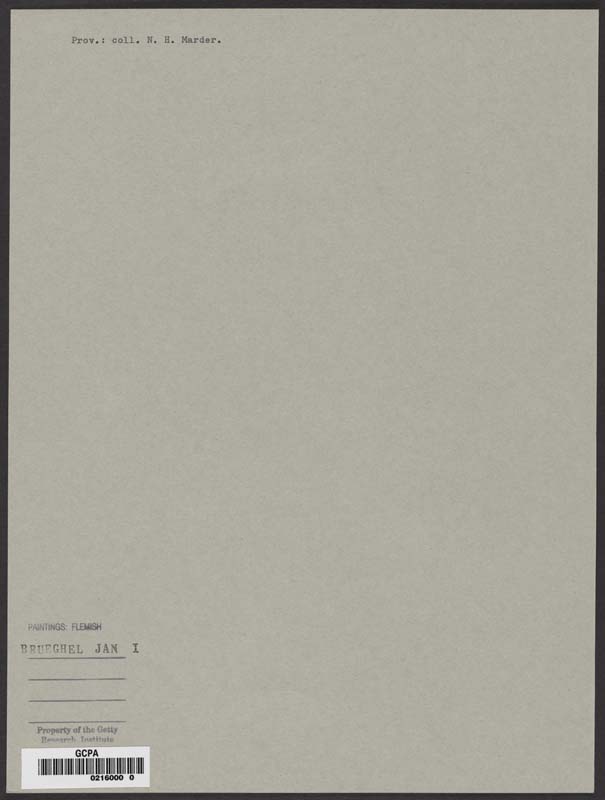 Prov.: coll. N. H. Marder.
PAINTINGS: FLEMISH
BRUEGHEL JAN I
Property of the Getty
Research Institute
GCPA
0216000 0